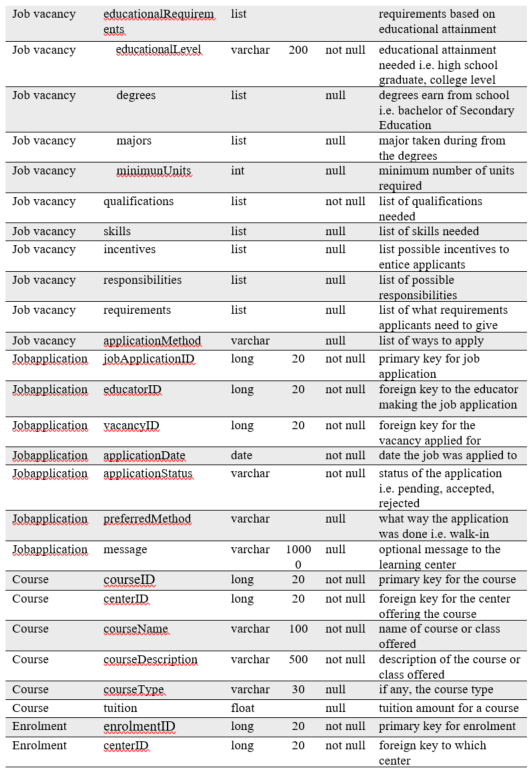 Job vacancy educationalRequirem list requirements based on
ents educational attainment
Job vacancy educationalLevel varchar 200 not null educational attainment
needed i.e. high school
graduate, college level
Job vacancy degrees list null degrees earn from school
i.e. bachelor of Secondary
Education
Job vacancy majors list null major taken during from
the degrees
Job vacancy minimunUnits int null minimum number of units
required
Job vacancy qualifications list not null list of qualifications
needed
Job vacancy skills list null list of skills needed
Job vacancy incentives list null list possible incentives to
entice applicants
Job vacancy responsibilities list null list of possible
responsibilities
Job vacancy requirements list null list of what requirements
applicants need to give
Job vacancy applicationMethod varchar null list of ways to apply
Jobapplication jobApplicationID long 20 not null primary key for job
application
Jobapplication educatorID long 20 not null foreign key to the educator
making the job application
Jobapplication vacancyID long 20 not null foreign key for the
vacancy applied for
Jobapplication applicationDate date not null date the job was applied to
Jobapplication applicationStatus varchar not null status of the application
i.e. pending, accepted,
rejected
Jobapplication preferredMethod varchar null what way the application
was done i.e. walk-in
Jobapplication message varchar 1000 null optional message to the
0 learning center
Course courseID long 20 not null primary key for the course
Course centerID long 20 not null foreign key for the center
offering the course
Course courseName varchar 100 not null name of course or class
offered
Course courseDescription varchar 500 not null description of the course or
class offered
Course courseType varchar 30 null if any, the course type
Course tuition float null tuition amount for a course
Enrolment enrolmentID long 20 not null primary key for enrolment
Enrolment centerID long 20 not null foreign key to which
center